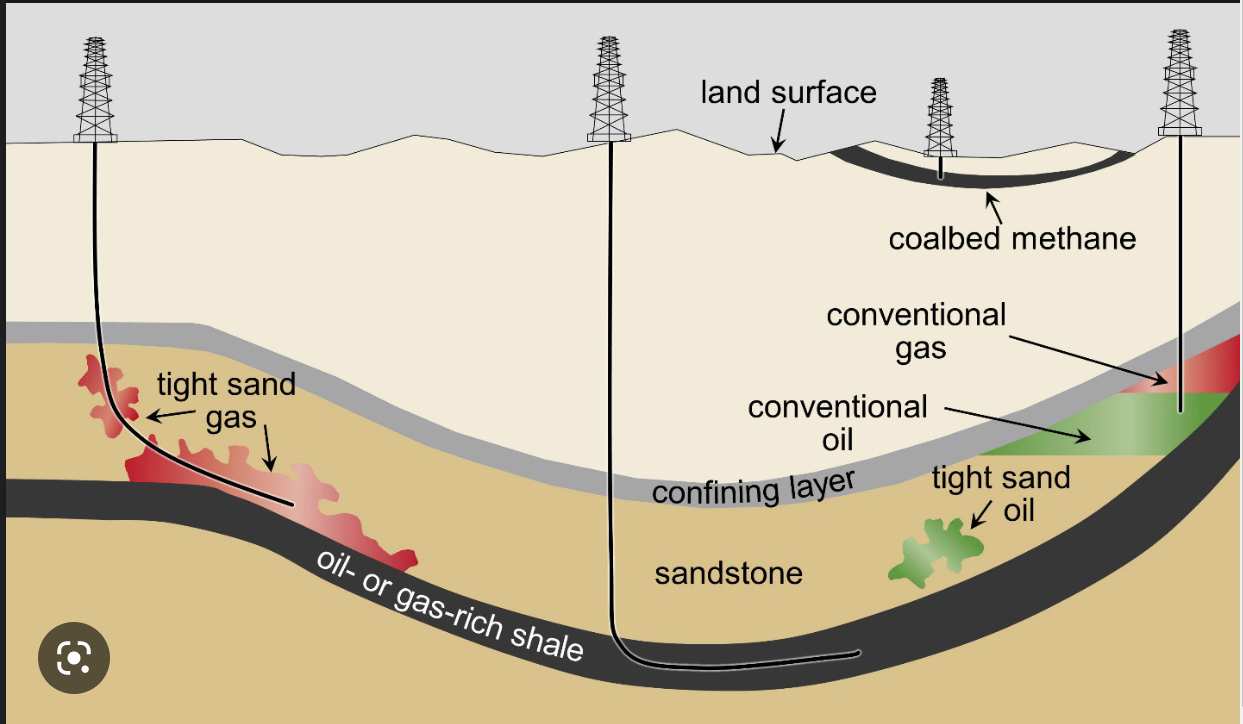 land surface
coalbed methane
conventional
gas
conventional
oil
tight sand
gas
confining layer
tight sand
oil
sandstone
oil- or gas-rich shale